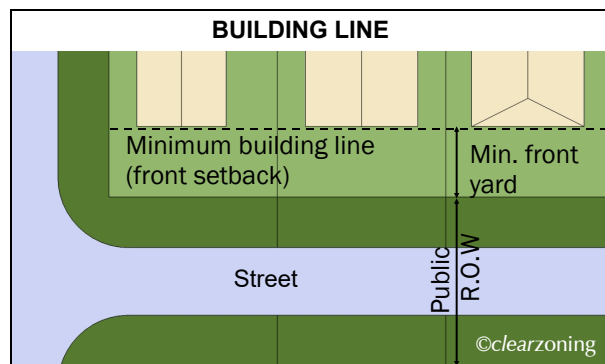 BUILDING LINE
Minimum building line
(front setback)
Min. front
yard
Street
Public
R.O.W
©clearzoning